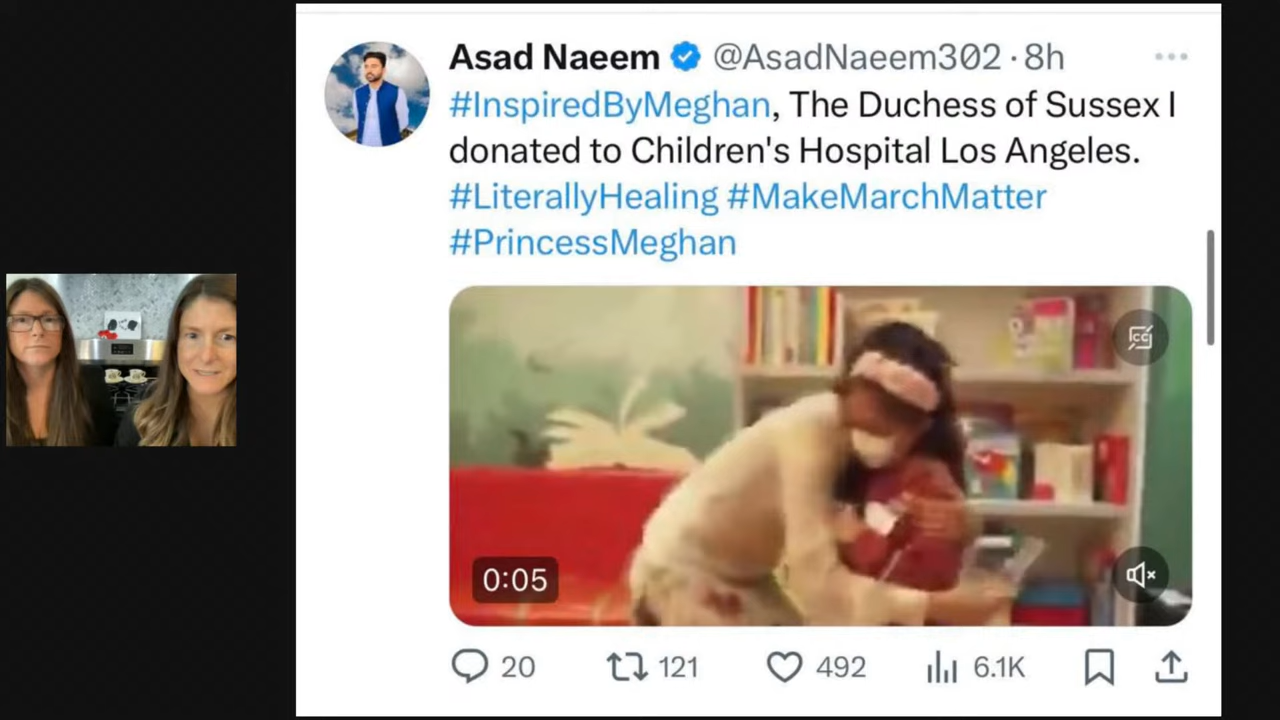 Asad Naeem @AsadNaeem302 · 8h
#InspiredByMeghan, The Duchess of Sussex I
donated to Children's Hospital Los Angeles.
#LiterallyHealing #MakeMarchMatter
#PrincessMeghan
CC
0:05
20 121 492 6.1K